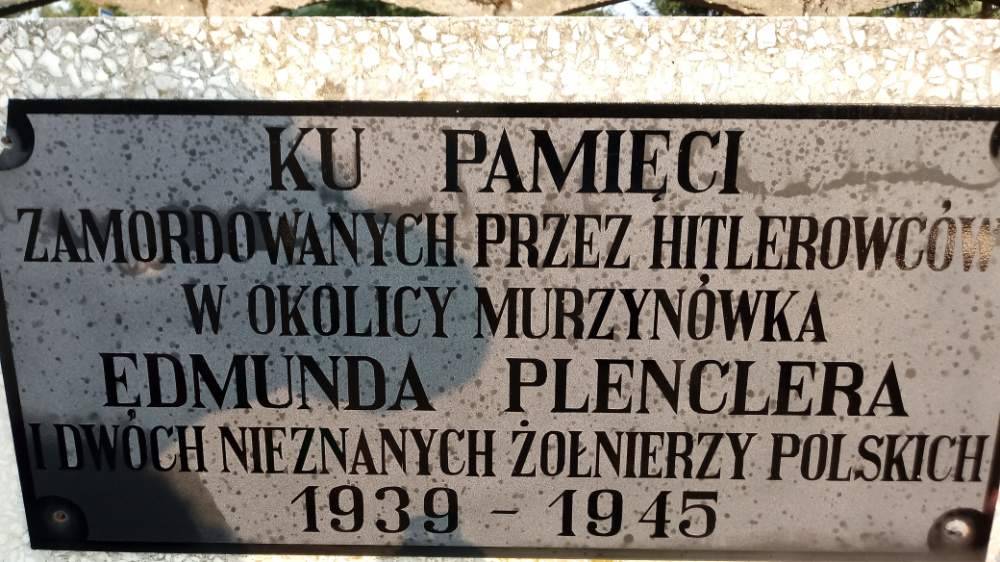 KU PAMIĘCI
ZAMORDOWANYCH PRZEZ HITLEROWCÓW
W OKOLICY MURZYNÓWKA
EDMUNDA PLENCLERA
I DWÓCH NIEZNANYCH ŻOŁNIERZY POLSKICH
1939 - 1945